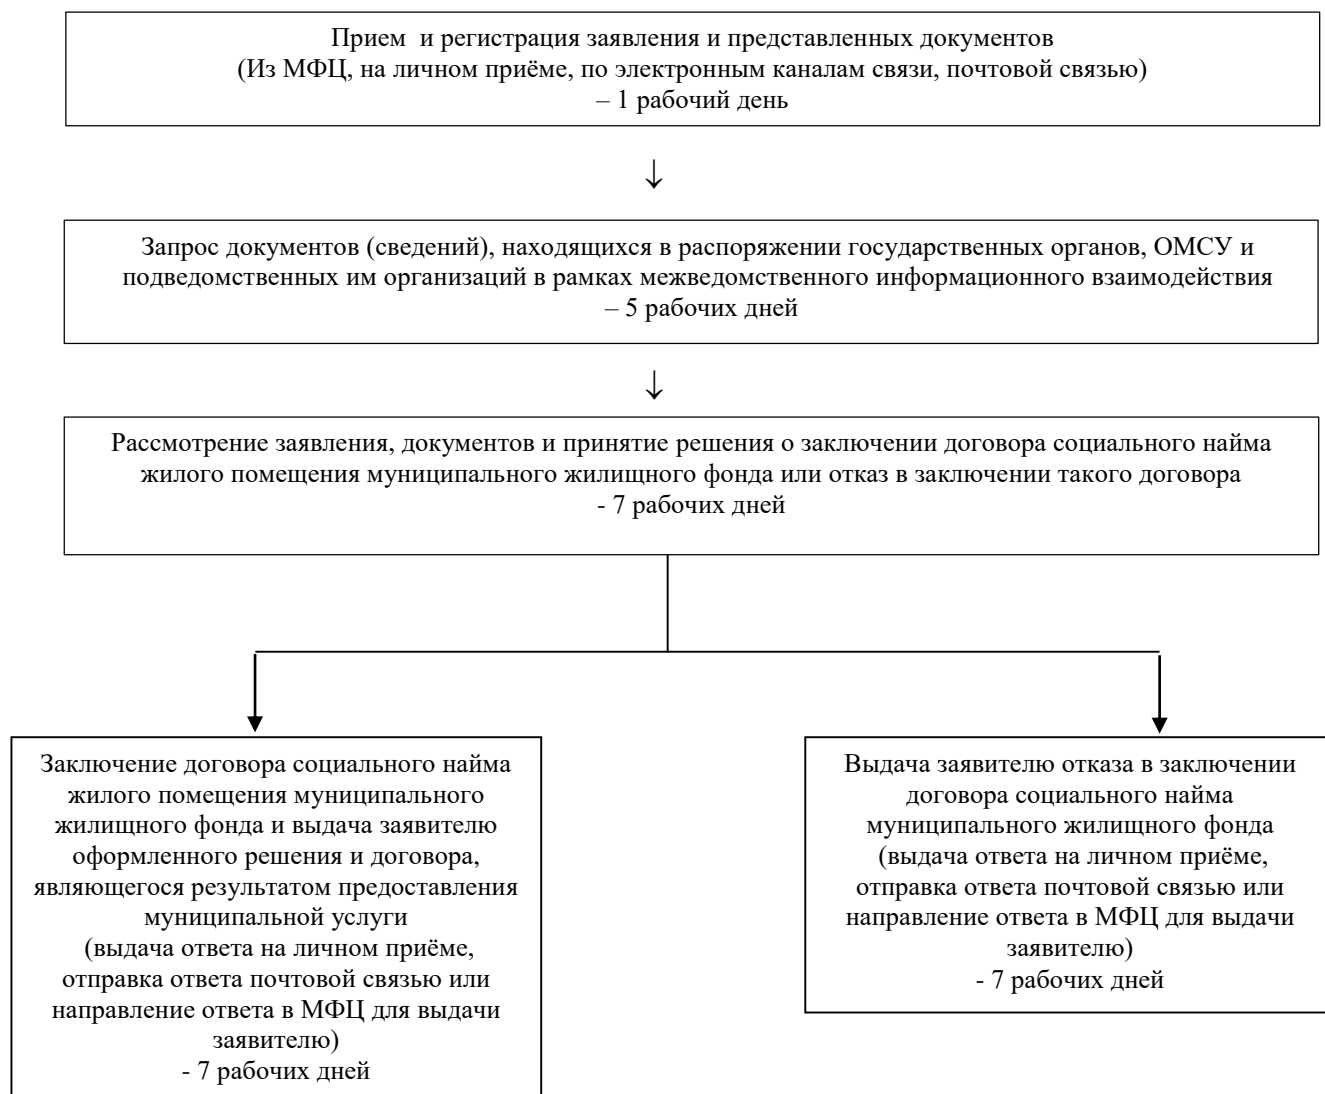 Прием  и регистрация заявления и представленных документов
(Из МФЦ, на личном приёме, по электронным каналам связи, почтовой связью)
– 1 рабочий день
↓
Запрос документов (сведений), находящихся в распоряжении государственных органов, ОМСУ и
подведомственных им организаций в рамках межведомственного информационного взаимодействия
– 5 рабочих дней
↓
Рассмотрение заявления, документов и принятие решения о заключении договора социального найма
жилого помещения муниципального жилищного фонда или отказ в заключении такого договора
- 7 рабочих дней
Заключение договора социального найма
жилого помещения муниципального
жилищного фонда и выдача заявителю
оформленного решения и договора,
являющегося результатом предоставления
муниципальной услуги
(выдача ответа на личном приёме,
отправка ответа почтовой связью или
направление ответа в МФЦ для выдачи
заявителю)
- 7 рабочих дней
Выдача заявителю отказа в заключении
договора социального найма
муниципального жилищного фонда
(выдача ответа на личном приёме,
отправка ответа почтовой связью или
направление ответа в МФЦ для выдачи
заявителю)
- 7 рабочих дней